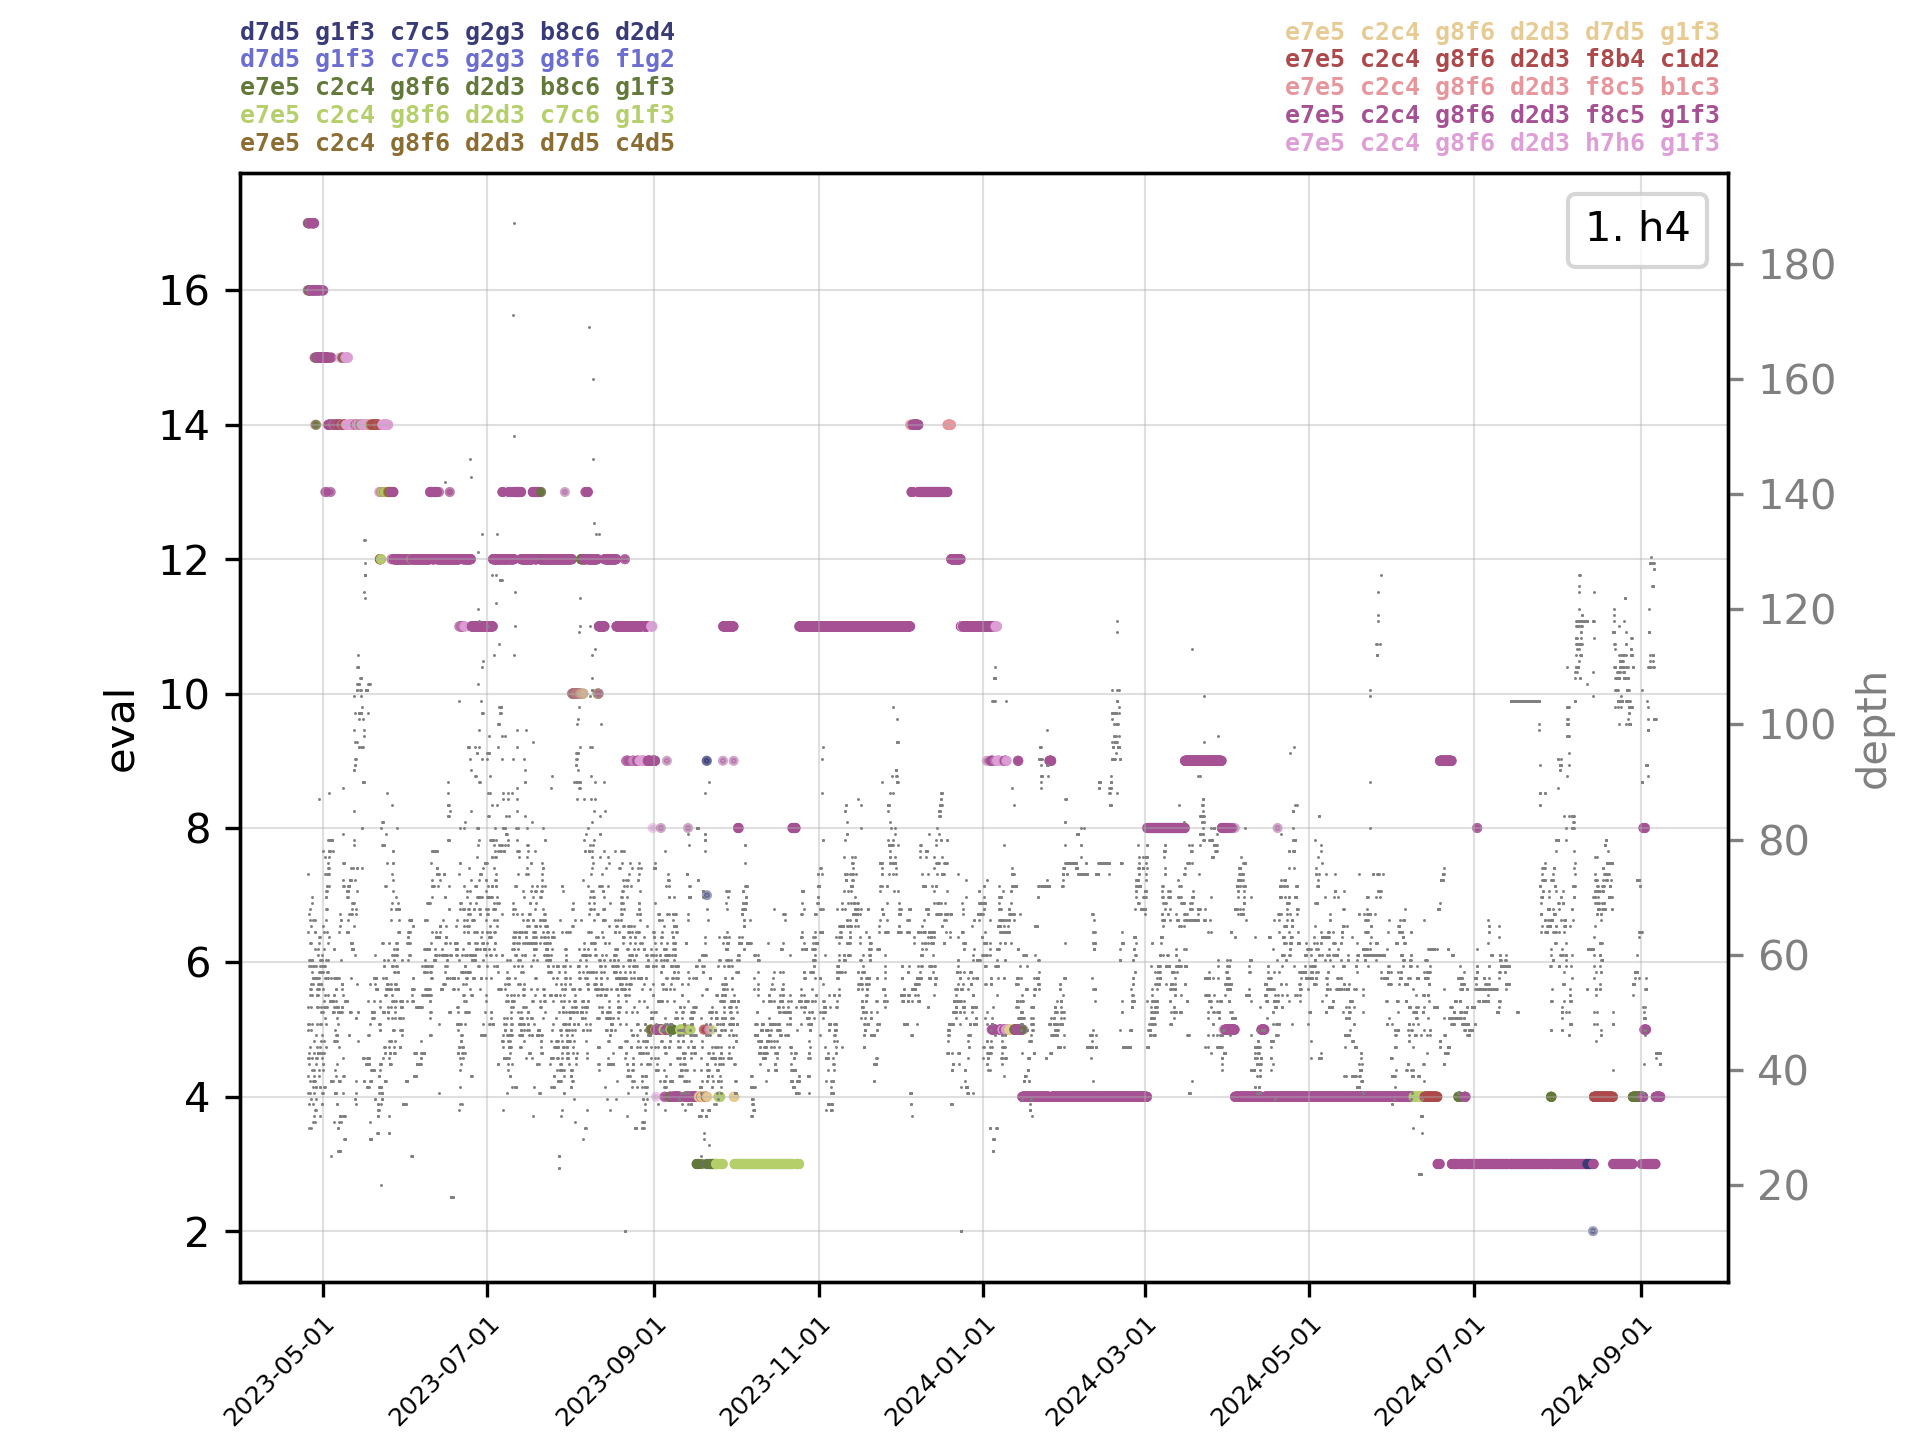 d7d5 g1f3 c7c5 g2g3 b8c6 d2d4
d7d5 g1f3 c7c5 g2g3 g8f6 f1g2
e7e5 c2c4 g8f6 d2d3 b8c6 g1f3
e7e5 c2c4 g8f6 d2d3 c7c6 g1f3
e7e5 c2c4 g8f6 d2d3 d7d5 c4d5
e7e5 c2c4 g8f6 d2d3 d7d5 g1f3
e7e5 c2c4 g8f6 d2d3 f8b4 c1d2
e7e5 c2c4 g8f6 d2d3 f8c5 b1c3
e7e5 c2c4 g8f6 d2d3 f8c5 g1f3
e7e5 c2c4 g8f6 d2d3 h7h6 g1f3
1. h4
eval
16
14
12
10
8
6
4
2
180
160
140
120
100
80
60
40
20
depth
2023-05-01
2023-07-01
2023-09-01
2023-11-01
2024-01-01
2024-03-01
2024-05-01
2024-07-01
2024-09-01